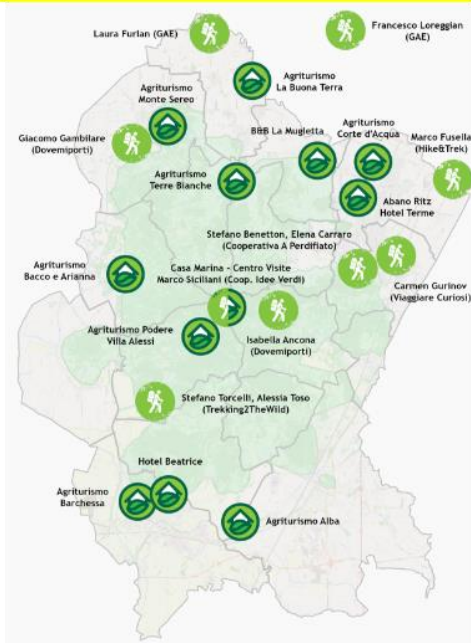 Laura Furlan (GAE)
Francesco Loreggian
(GAE)
Agriturismo
Monte Sereo
Agriturismo
La Buona Terra
Giacomo Gambilare
(Dovemiporti)
B&B La Mugletta
Agriturismo
Corte d'Acqua
Marco Fusella
(Hike&Trek)
Agriturismo
Terre Bianche
Abano Ritz
Hotel Terme
Stefano Benetton, Elena Carraro
(Cooperativa A Perdifiato)
Agriturismo
Bacco e Arianna
Casa Marina - Centro Visite
Marco Siciliani (Coop. Idee Verdi)
Carmen Gurinov
(Viaggiare Curiosi)
Agriturismo Podere
Villa Alessi
Isabella Ancona
(Dovemiporti)
Stefano Torcelli, Alessia Toso
(Trekking2TheWild)
Hotel Beatrice
Agriturismo
Barchessa
Agriturismo Alba